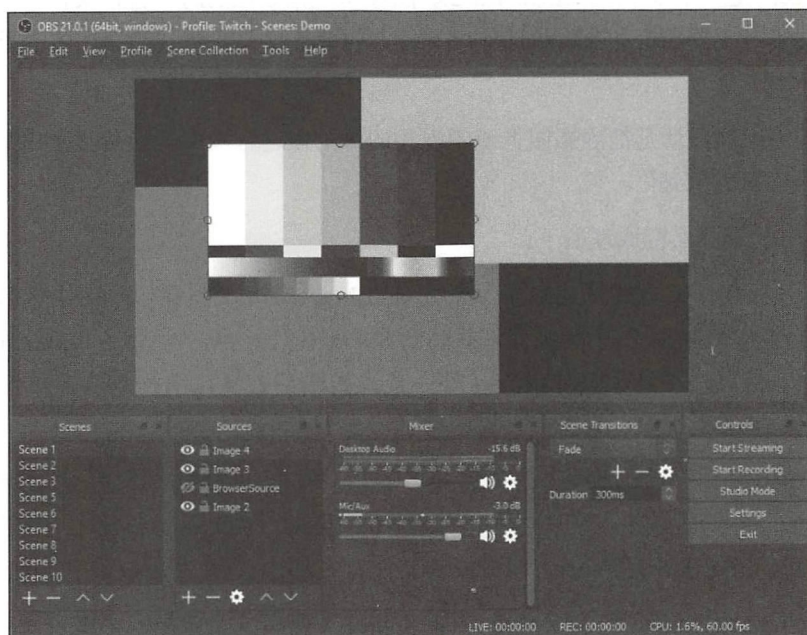 OBS 21.0.1 (64bit, windows) - Profile: Twitch - Scenes: Demo
File Edit View Profile Scene Collection Tools Help
Scenes
Scene 1
Scene 2
Scene 3
Scene 5
Scene 6
Scene 7
Scene 8
Scene 9
Scene 10
Sources
Image 4
Image 3
BrowserSource
Image 2
Mixer
Desktop Audio -15.6 dB
Mic/Aux -3.0 dB
Scene Transitions
Fade
Duration 300ms
Controls
Start Streaming
Start Recording
Studio Mode
Settings
Exit
LIVE: 00:00:00 REC: 00:00:00 CPU: 1.6%, 60.00 fps